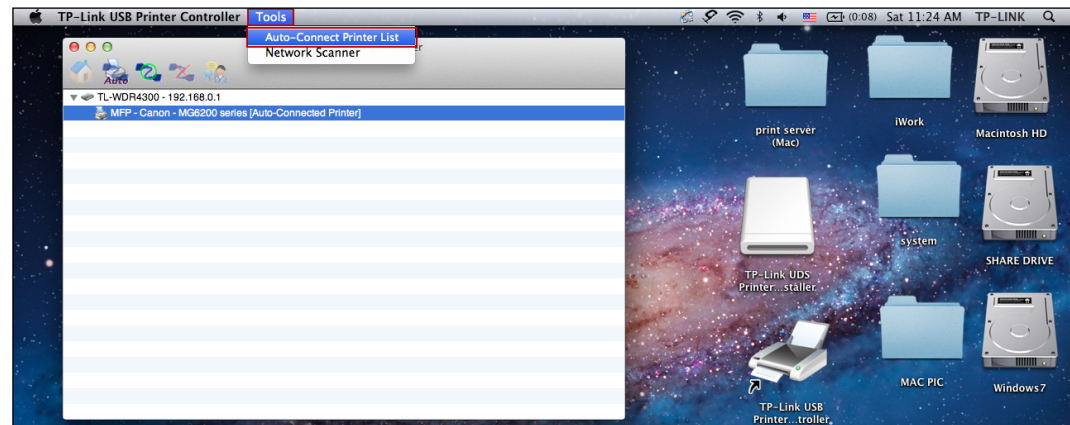 TP-Link USB Printer Controller Tools (0:08) Sat 11:24 AM TP-LINK
Auto-Connect Printer List
Network Scanner
er
Auto
TL-WDR4300 - 192.168.0.1
MFP - Canon - MG6200 series [Auto-Connected Printer]
print server
(Mac)
iWork
Macintosh HD
TP-Link UDS
Printer...staller
system
SHARE DRIVE
TP-Link USB
Printer...troller
MAC PIC
Windows7